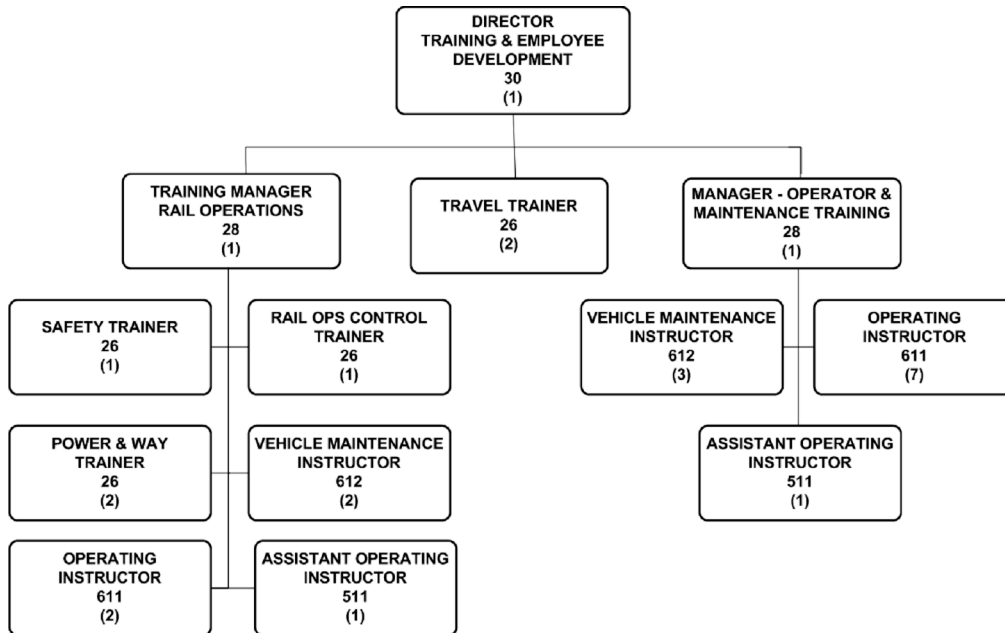 DIRECTOR
TRAINING & EMPLOYEE
DEVELOPMENT
30
(1)
TRAINING MANAGER
RAIL OPERATIONS
28
(1)
TRAVEL TRAINER
26
(2)
MANAGER - OPERATOR &
MAINTENANCE TRAINING
28
(1)
SAFETY TRAINER
26
(1)
RAIL OPS CONTROL
TRAINER
26
(1)
VEHICLE MAINTENANCE
INSTRUCTOR
612
(3)
OPERATING
INSTRUCTOR
611
(7)
POWER & WAY
TRAINER
26
(2)
VEHICLE MAINTENANCE
INSTRUCTOR
612
(2)
ASSISTANT OPERATING
INSTRUCTOR
511
(1)
OPERATING
INSTRUCTOR
611
(2)
ASSISTANT OPERATING
INSTRUCTOR
511
(1)